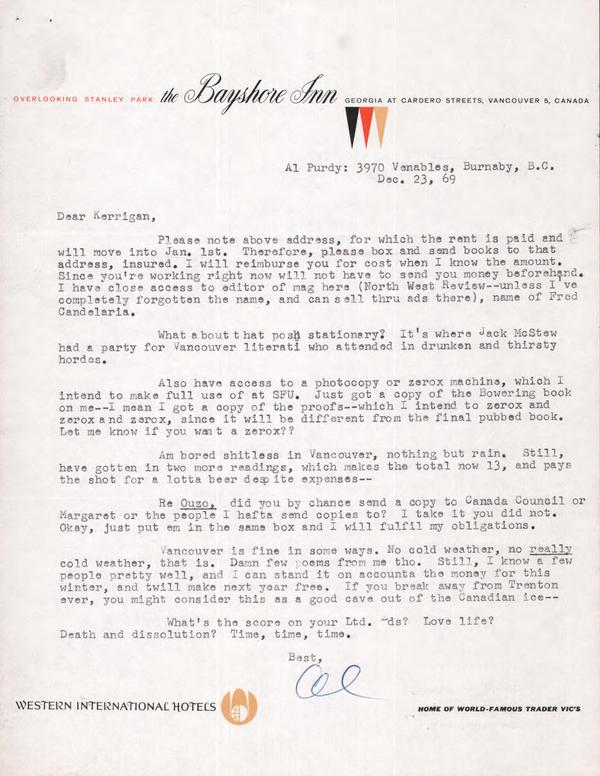 OVERLOOKING STANLEY PARK the Bayshore Inn GEORGIA AT CARDERO STREETS, VANCOUVER 5, CANADA
Al Purdy: 3970 Venables, Burnaby, B.C.
Dec. 23, 69
Dear Kerrigan,
Please note above address, for which the rent is paid and
will move into Jan. 1st. Therefore, please box and send books to that
address, insured. I will reimburse you for cost when I know the amount.
Since you're working right now will not have to send you money beforehand.
I have close access to editor of mag here (North West Review--unless I've
completely forgotten the name, and can sell thru ads there), name of Fred
Candelaria.
What about that posh stationary? It's where Jack McStew
had a party for Vancouver literati who attended in drunken and thirsty
hordes.
Also have access to a photocopy or zerox machine, which I
intend to make full use of at SFU. Just got a copy of the Bowering book
on me--I mean I got a copy of the proofs--which I intend to zerox and
zerox and zerox, since it will be different from the final pubbed book.
Let me know if you want a zerox??
Am bored shitless in Vancouver, nothing but rain. Still,
have gotten in two more readings, which makes the total now 13, and pays
the shot for a lotta beer despite expenses--
Re Ouzo, did you by chance send a copy to Canada Council or
Margaret or the people I hafta send copies to? I take it you did not.
Okay, just put em in the same box and I will fulfil my obligations.
Vancouver is fine in some ways. No cold weather, no really
cold weather, that is. Damn few poems from me tho. Still, I know a few
people pretty well, and I can stand it on accounta the money for this
winter, and twill make next year free. If you break away from Trenton
ever, you might consider this as a good cave out of the Canadian ice--
What's the score on your Ltd. ds? Love life?
Death and dissolution? Time, time, time.
Best,
Al
WESTERN INTERNATIONAL HOTELS HOME OF WORLD-FAMOUS TRADER VIC'S